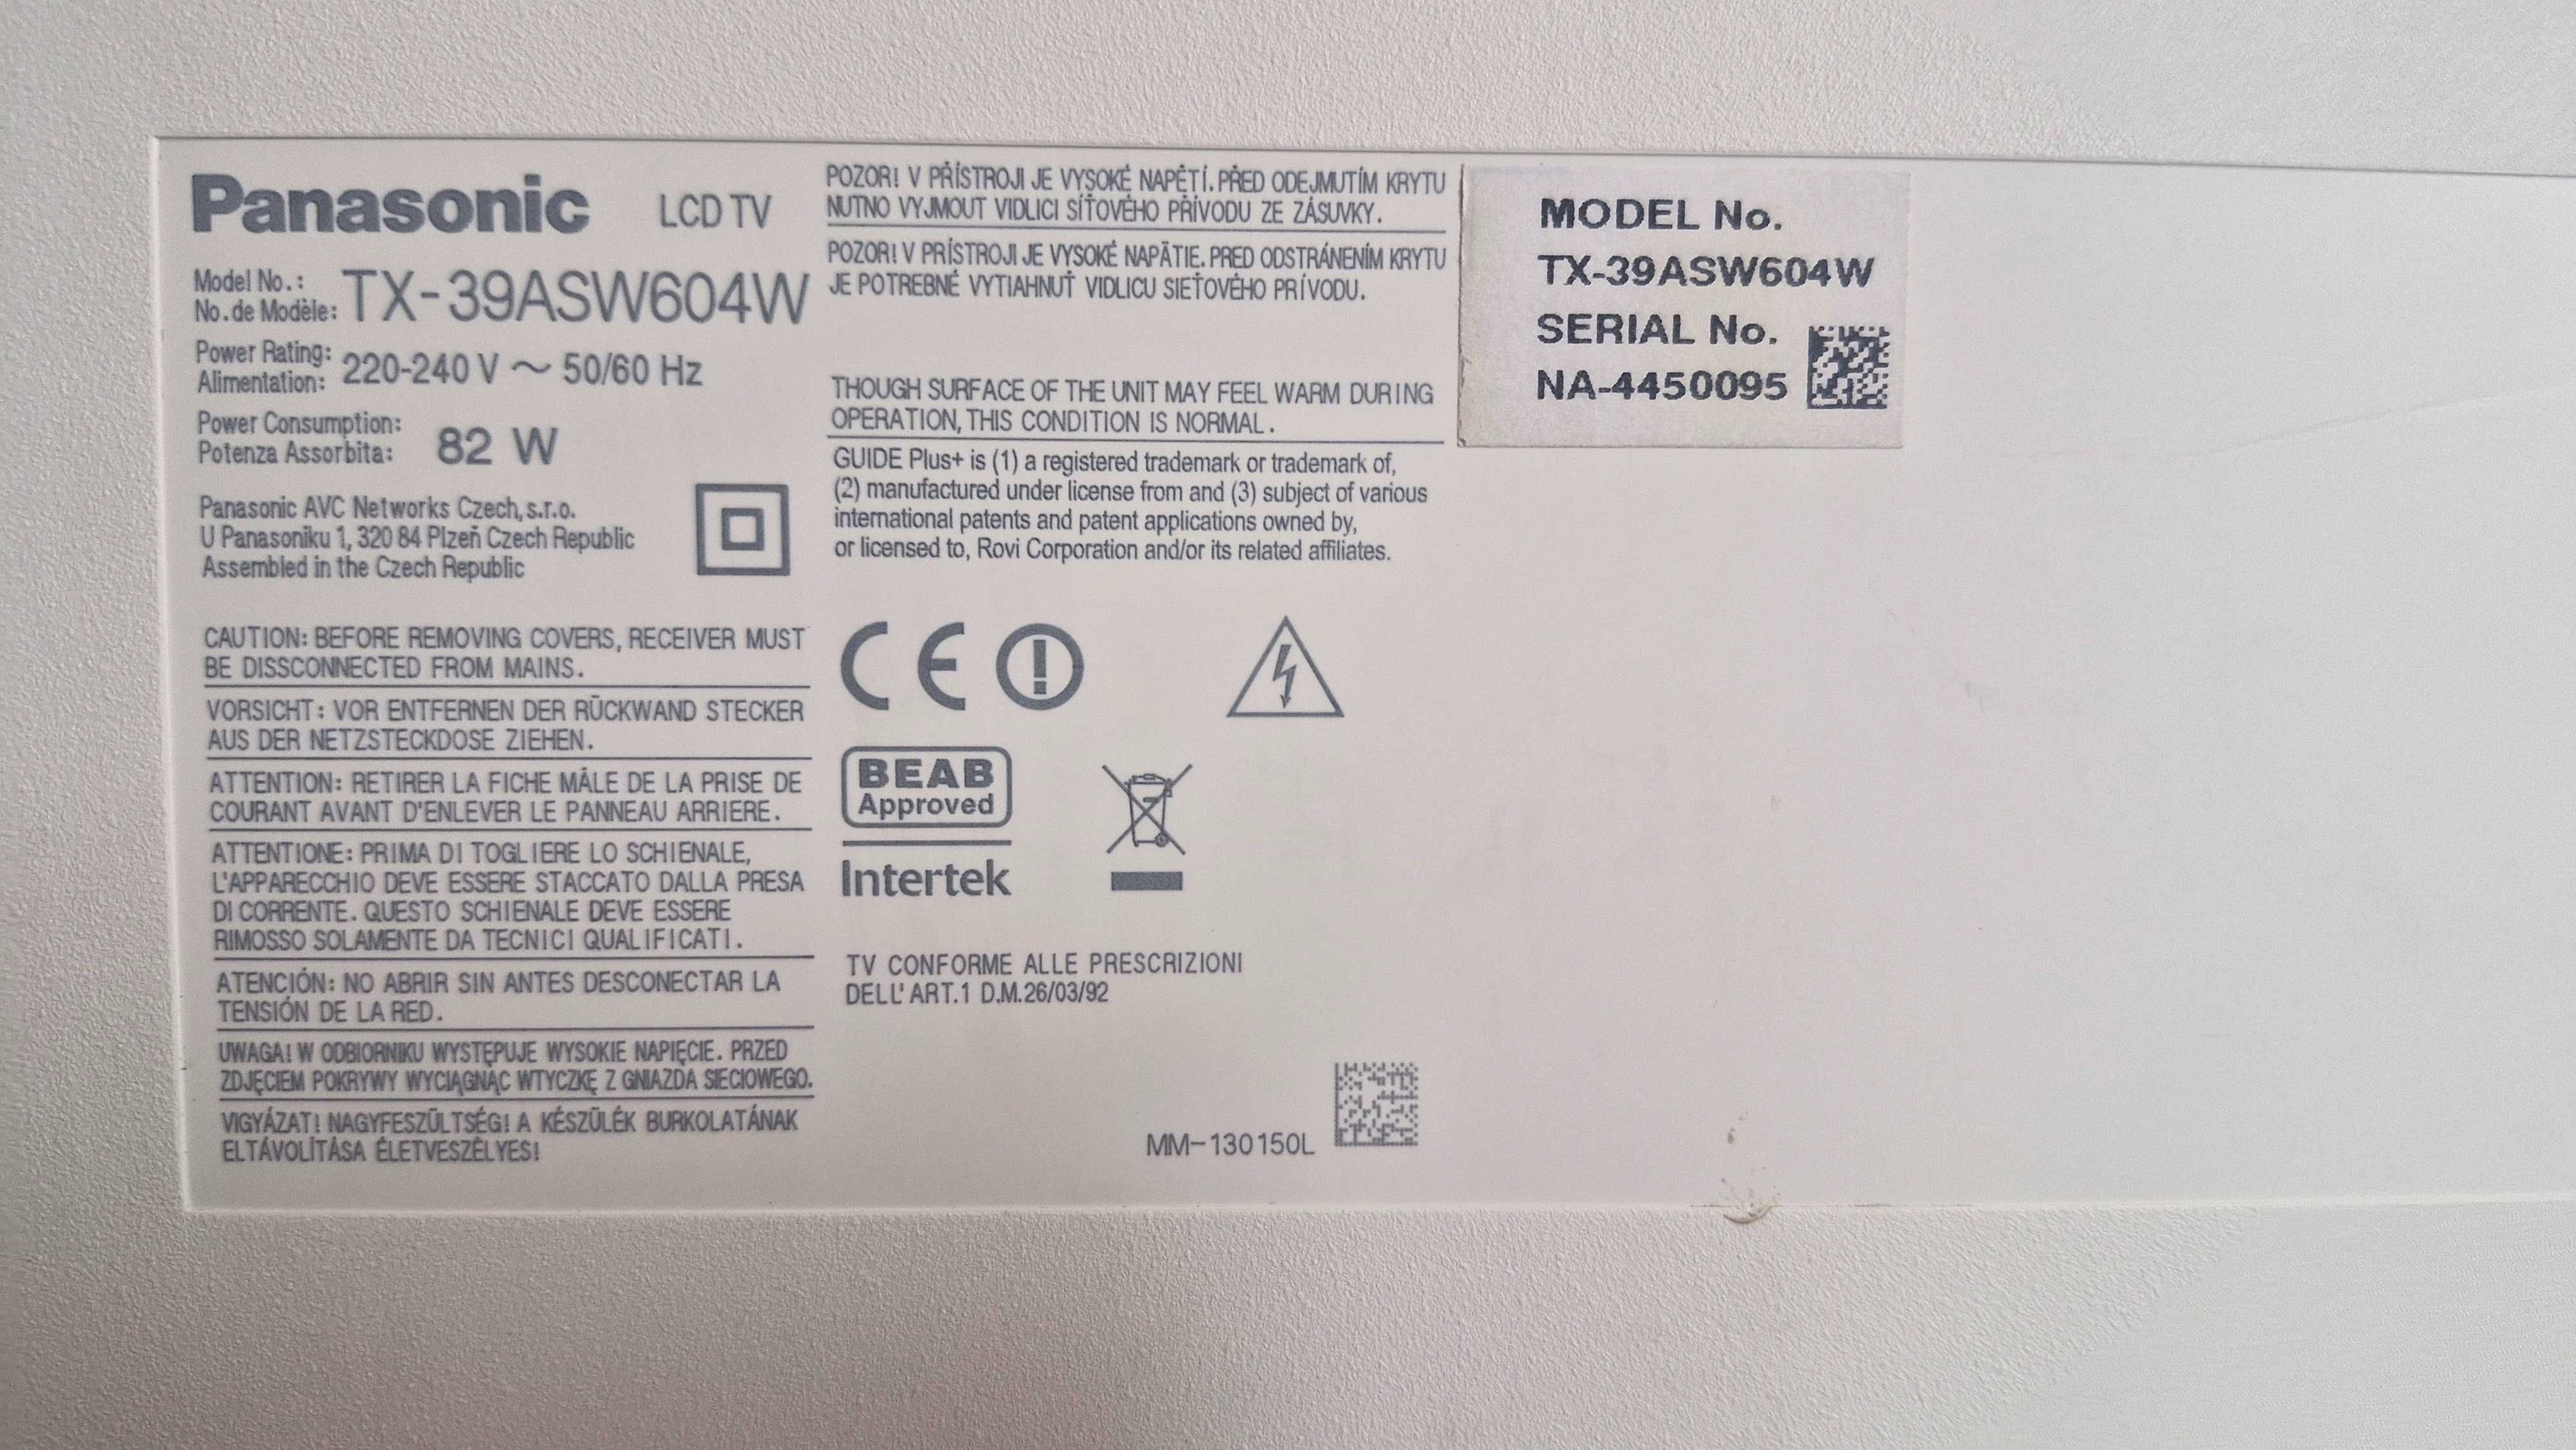 Panasonic LCD TV
Model No.:
No. de Modèle: TX-39ASW604W
Power Rating:
Alimentation: 220-240 V ~ 50/60 Hz
Power Consumption:
Potenza Assorbita: 82 W
Panasonic AVC Networks Czech, s.r.o.
U Panasoniku 1, 320 84 Plzeň Czech Republic
Assembled in the Czech Republic
CAUTION: BEFORE REMOVING COVERS, RECEIVER MUST
BE DISSCONNECTED FROM MAINS.
VORSICHT: VOR ENTFERNEN DER RÜCKWAND STECKER
AUS DER NETZSTECKDOSE ZIEHEN.
ATTENTION: RETIRER LA FICHE MÂLE DE LA PRISE DE
COURANT AVANT D'ENLEVER LE PANNEAU ARRIERE.
ATTENTIONE: PRIMA DI TOGLIERE LO SCHIENALE,
L'APPARECCHIO DEVE ESSERE STACCATO DALLA PRESA
DI CORRENTE. QUESTO SCHIENALE DEVE ESSERE
RIMOSSO SOLAMENTE DA TECNICI QUALIFICATI.
ATENCIÓN: NO ABRIR SIN ANTES DESCONECTAR LA
TENSIÓN DE LA RED.
UWAGA! W ODBIORNIKU WYSTĘPUJE WYSOKIE NAPIĘCIE. PRZED
ZDJĘCIEM POKRYWY WYCIĄGNĄĆ WTYCZKĘ Z GNIAZDA SIECIOWEGO.
VIGYÁZAT! NAGYFESZÜLTSÉG! A KÉSZÜLÉK BURKOLATÁNAK
ELTÁVOLÍTÁSA ÉLETVESZÉLYES!
POZOR! V PŘÍSTROJI JE VYSOKÉ NAPĚTÍ. PŘED ODEJMUTÍM KRYTU
NUTNO VYJMOUT VIDLICI SÍŤOVÉHO PŘÍVODU ZE ZÁSUVKY.
POZOR! V PRÍSTROJI JE VYSOKÉ NAPÄTIE. PRED ODSTRÁNENÍM KRYTU
JE POTREBNÉ VYTIAHNUŤ VIDLICU SIEŤOVÉHO PRÍVODU.
THOUGH SURFACE OF THE UNIT MAY FEEL WARM DURING
OPERATION, THIS CONDITION IS NORMAL.
GUIDE Plus+ is (1) a registered trademark or trademark of,
(2) manufactured under license from and (3) subject of various
international patents and patent applications owned by,
or licensed to, Rovi Corporation and/or its related affiliates.
CE
BEAB
Approved
Intertek
TV CONFORME ALLE PRESCRIZIONI
DELL' ART.1 D.M.26/03/92
MM-130150L
MODEL No.
TX-39ASW604W
SERIAL No.
NA-4450095